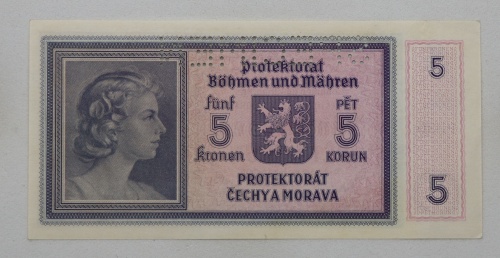 Protektorat
Böhmen und Mähren
fünf PĚT
5 5
Kronen KORUN
PROTEKTORÁT
ČECHY A MORAVA
5
5